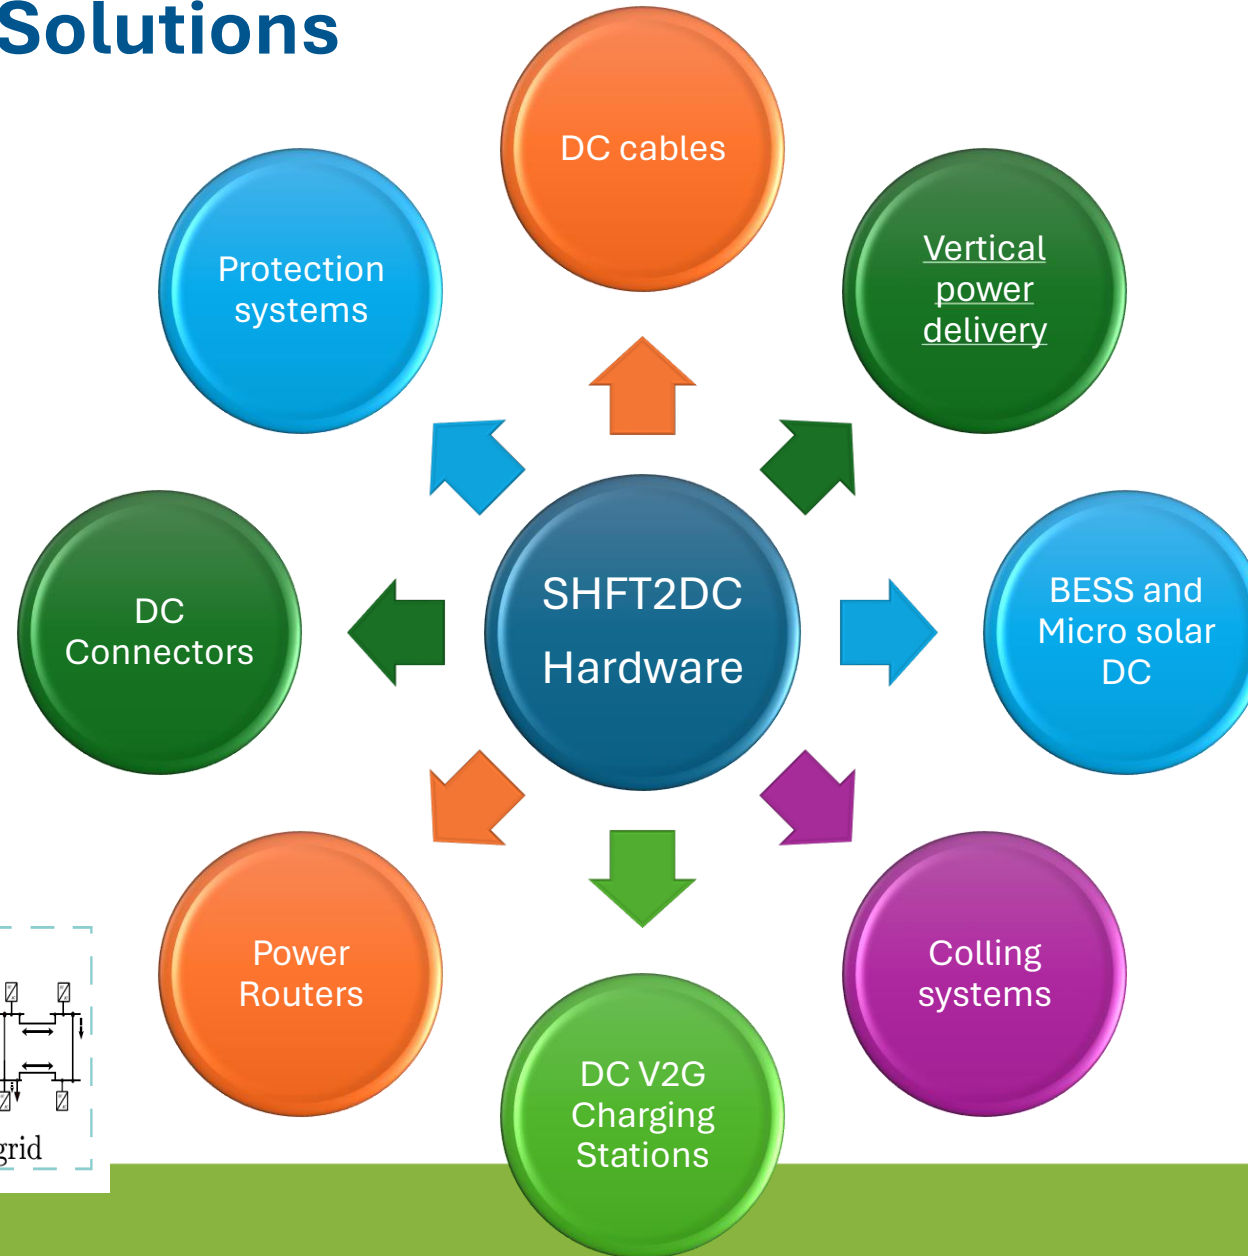 Solutions
DC cables
Vertical
power
delivery
BESS and
Micro solar
DC
Colling
systems
DC V2G
Charging
Stations
Power
Routers
DC
Connectors
Protection
systems
SHFT2DC
Hardware
grid